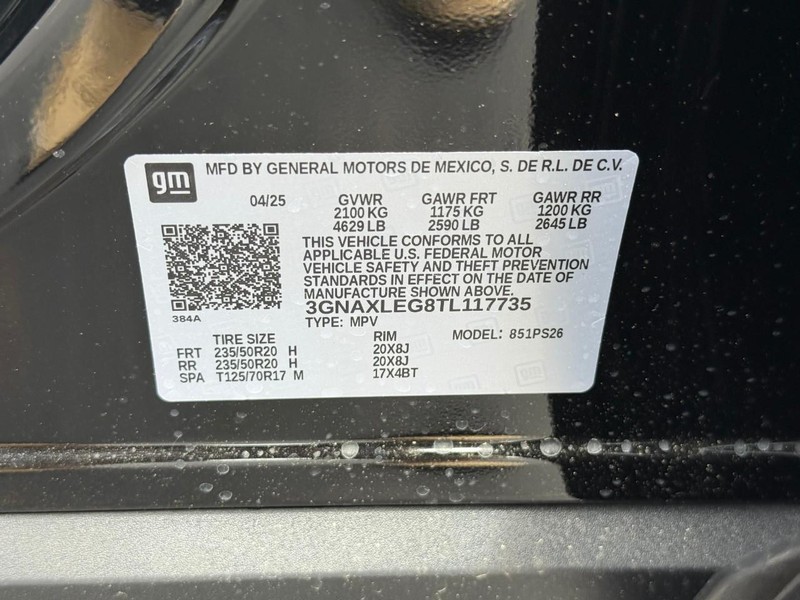 gm
MFD BY GENERAL MOTORS DE MEXICO, S. DE R.L. DE C.V.
04/25 GVWR GAWR FRT GAWR RR
2100 KG 1175 KG 1200 KG
4629 LB 2590 LB 2645 LB
THIS VEHICLE CONFORMS TO ALL
APPLICABLE U.S. FEDERAL MOTOR
VEHICLE SAFETY AND THEFT PREVENTION
STANDARDS IN EFFECT ON THE DATE OF
MANUFACTURE SHOWN ABOVE.
3GNAXLEG8TL117735
384A
TYPE: MPV
TIRE SIZE RIM MODEL: 851PS26
FRT 235/50R20 H 20X8J
RR 235/50R20 H 20X8J
SPA T125/70R17 M 17X4BT